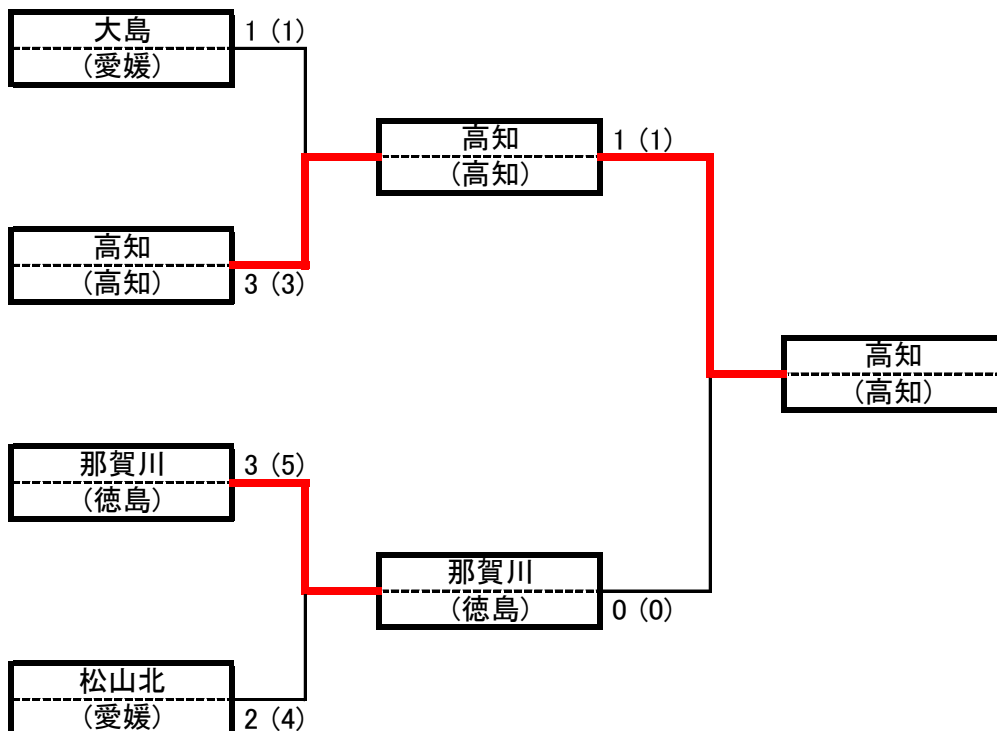 大島
(愛媛)
1 (1)
高知
(高知)
3 (3)
那賀川
(徳島)
3 (5)
松山北
(愛媛)
2 (4)
高知
(高知)
1 (1)
那賀川
(徳島)
0 (0)
高知
(高知)